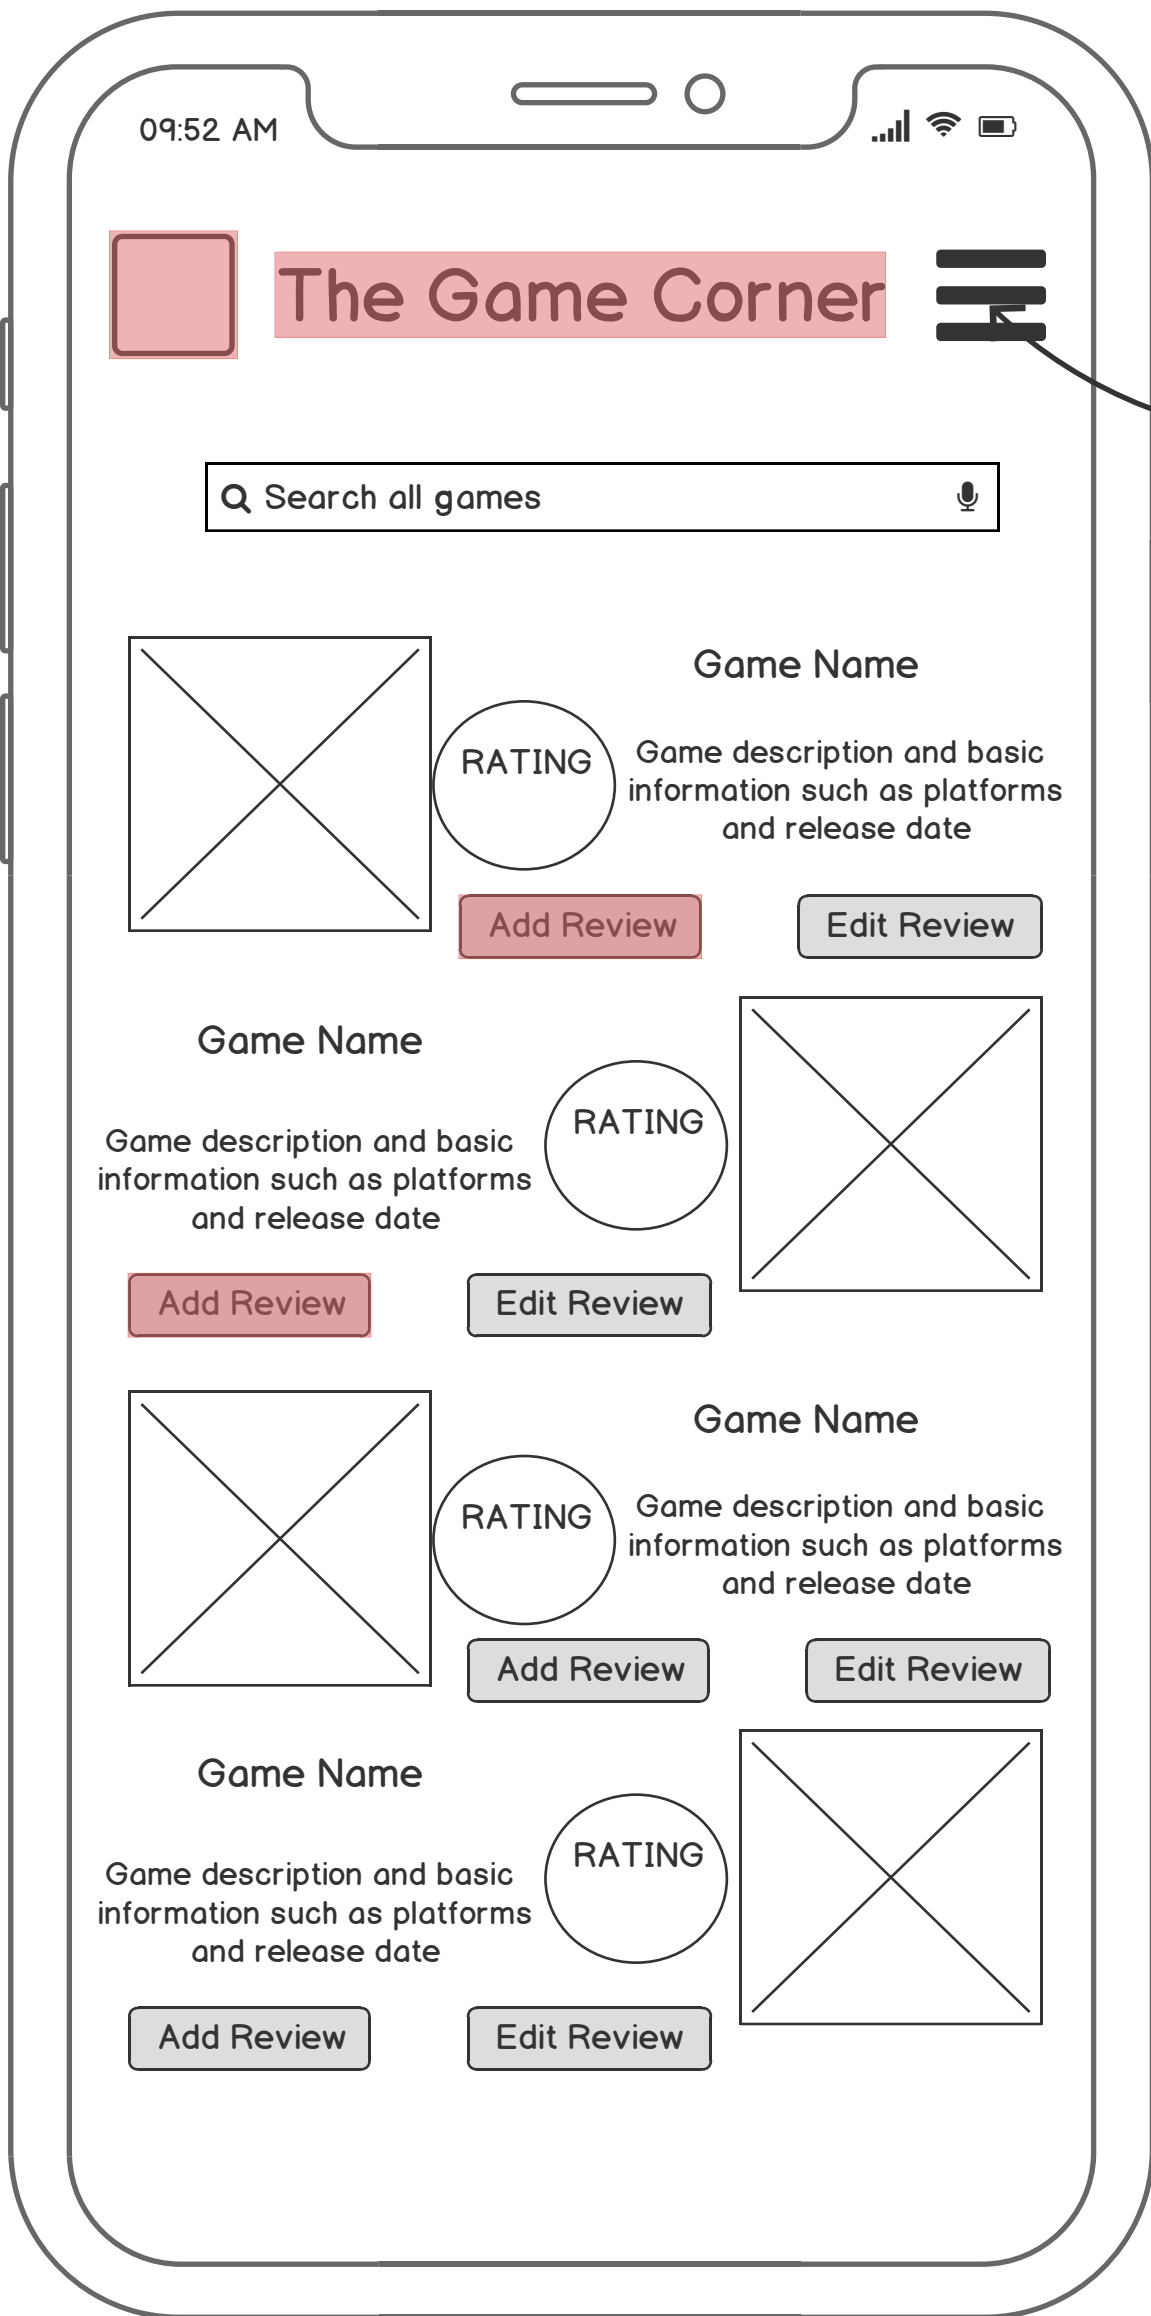 09:52 AM
The Game Corner
Search all games
Game Name
RATING
Game description and basic
information such as platforms
and release date
Add Review
Edit Review
Game Name
RATING
Game description and basic
information such as platforms
and release date
Add Review
Edit Review
Game Name
RATING
Game description and basic
information such as platforms
and release date
Add Review
Edit Review
Game Name
RATING
Game description and basic
information such as platforms
and release date
Add Review
Edit Review